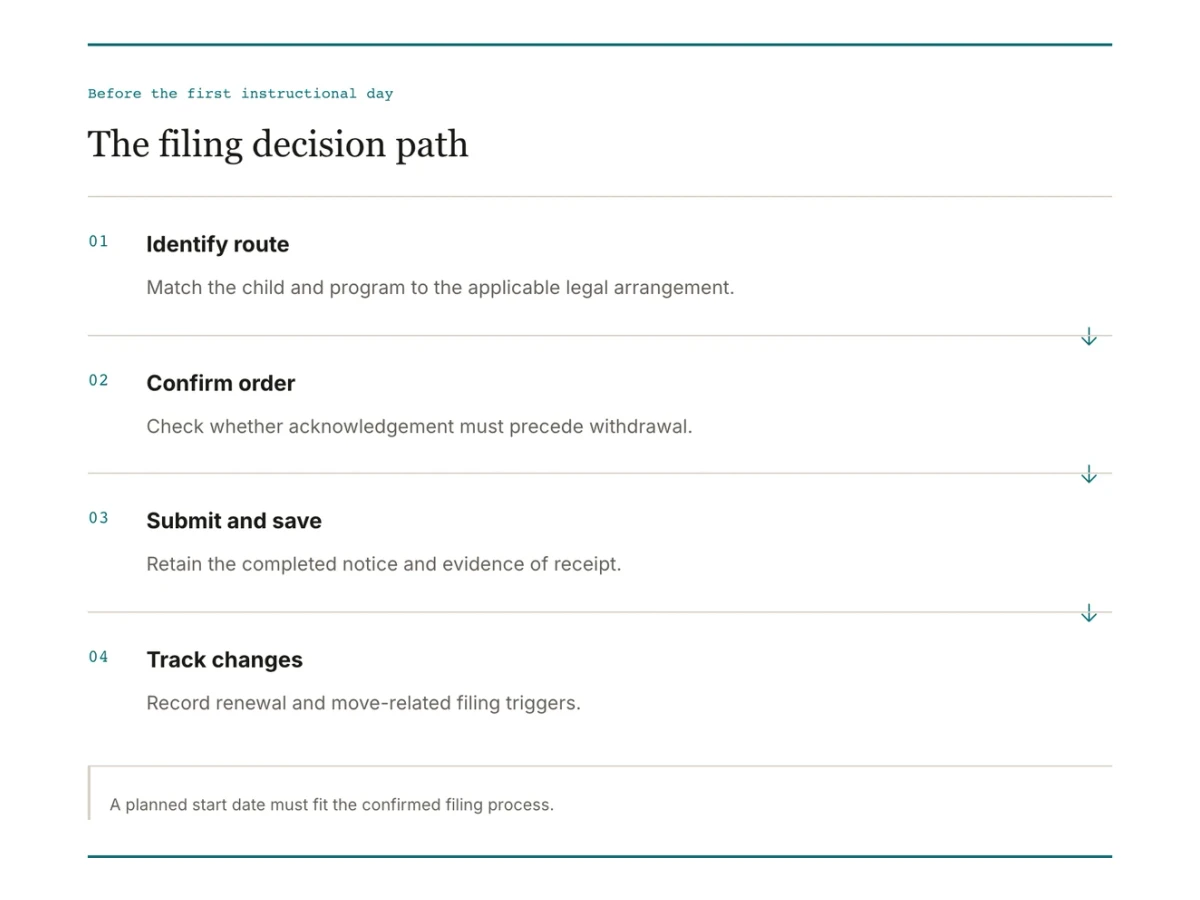 Before the first instructional day
The filing decision path
01
Identify route
Match the child and program to the applicable legal arrangement.
02
Confirm order
Check whether acknowledgement must precede withdrawal.
03
Submit and save
Retain the completed notice and evidence of receipt.
04
Track changes
Record renewal and move-related filing triggers.
A planned start date must fit the confirmed filing process.